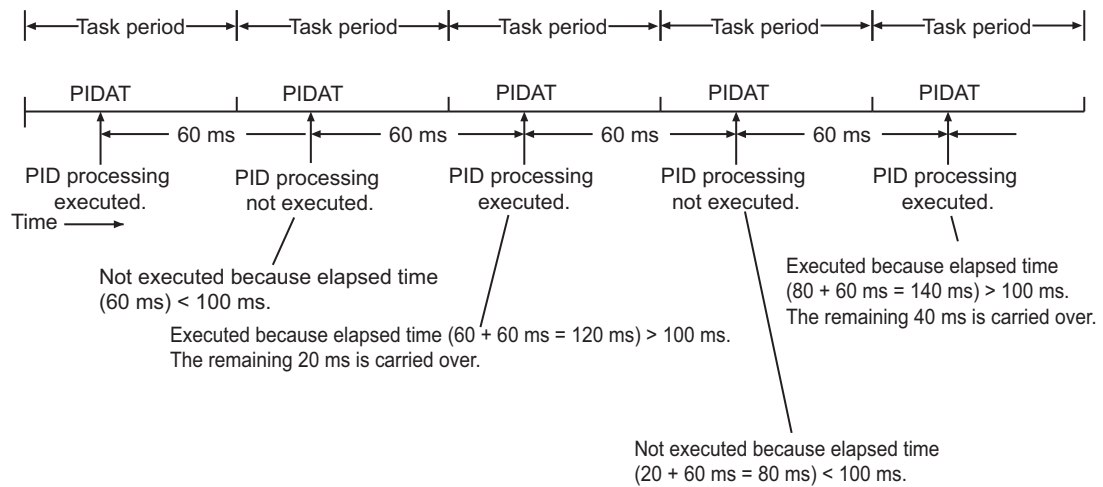 Task period Task period Task period Task period Task period
PIDAT PIDAT PIDAT PIDAT PIDAT
60 ms 60 ms 60 ms 60 ms
PID processing
executed.
PID processing
not executed.
PID processing
executed.
PID processing
not executed.
PID processing
executed.
Time
Not executed because elapsed time
(60 ms) < 100 ms.
Executed because elapsed time (60 + 60 ms = 120 ms) > 100 ms.
The remaining 20 ms is carried over.
Executed because elapsed time
(80 + 60 ms = 140 ms) > 100 ms.
The remaining 40 ms is carried over.
Not executed because elapsed time
(20 + 60 ms = 80 ms) < 100 ms.